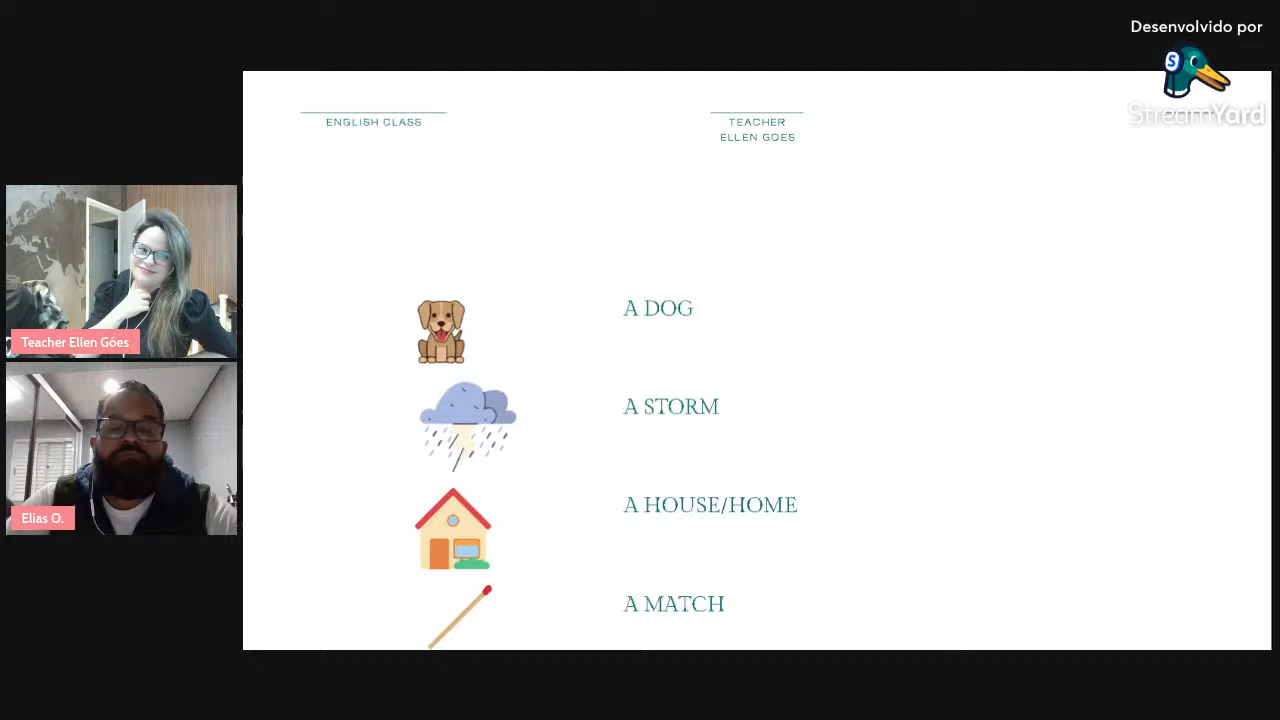 Desenvolvido por
S
StreamYard
ENGLISH CLASS
TEACHER
ELLEN GOES
A DOG
A STORM
A HOUSE/HOME
A MATCH
Teacher Ellen Góes
Elias O.